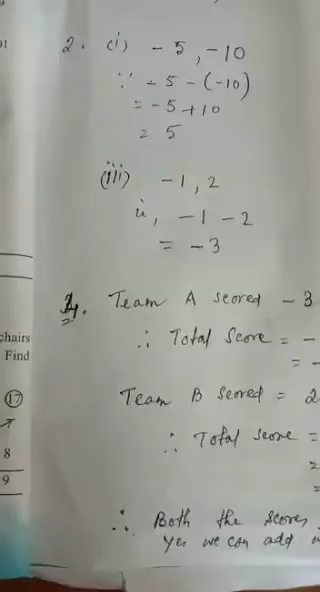 2. (i) - 5, -10
∵ - 5 - (-10)
= - 5 + 10
= 5
(iii) -1, 2
-1 - 2
= -3
4. Team A scored - 3
∴ Total Score = -
= -
chairs
Find
Team B scored = 2
17
∴ Total score =
8
=
9
=
∴ Both the scores
Yes we can add